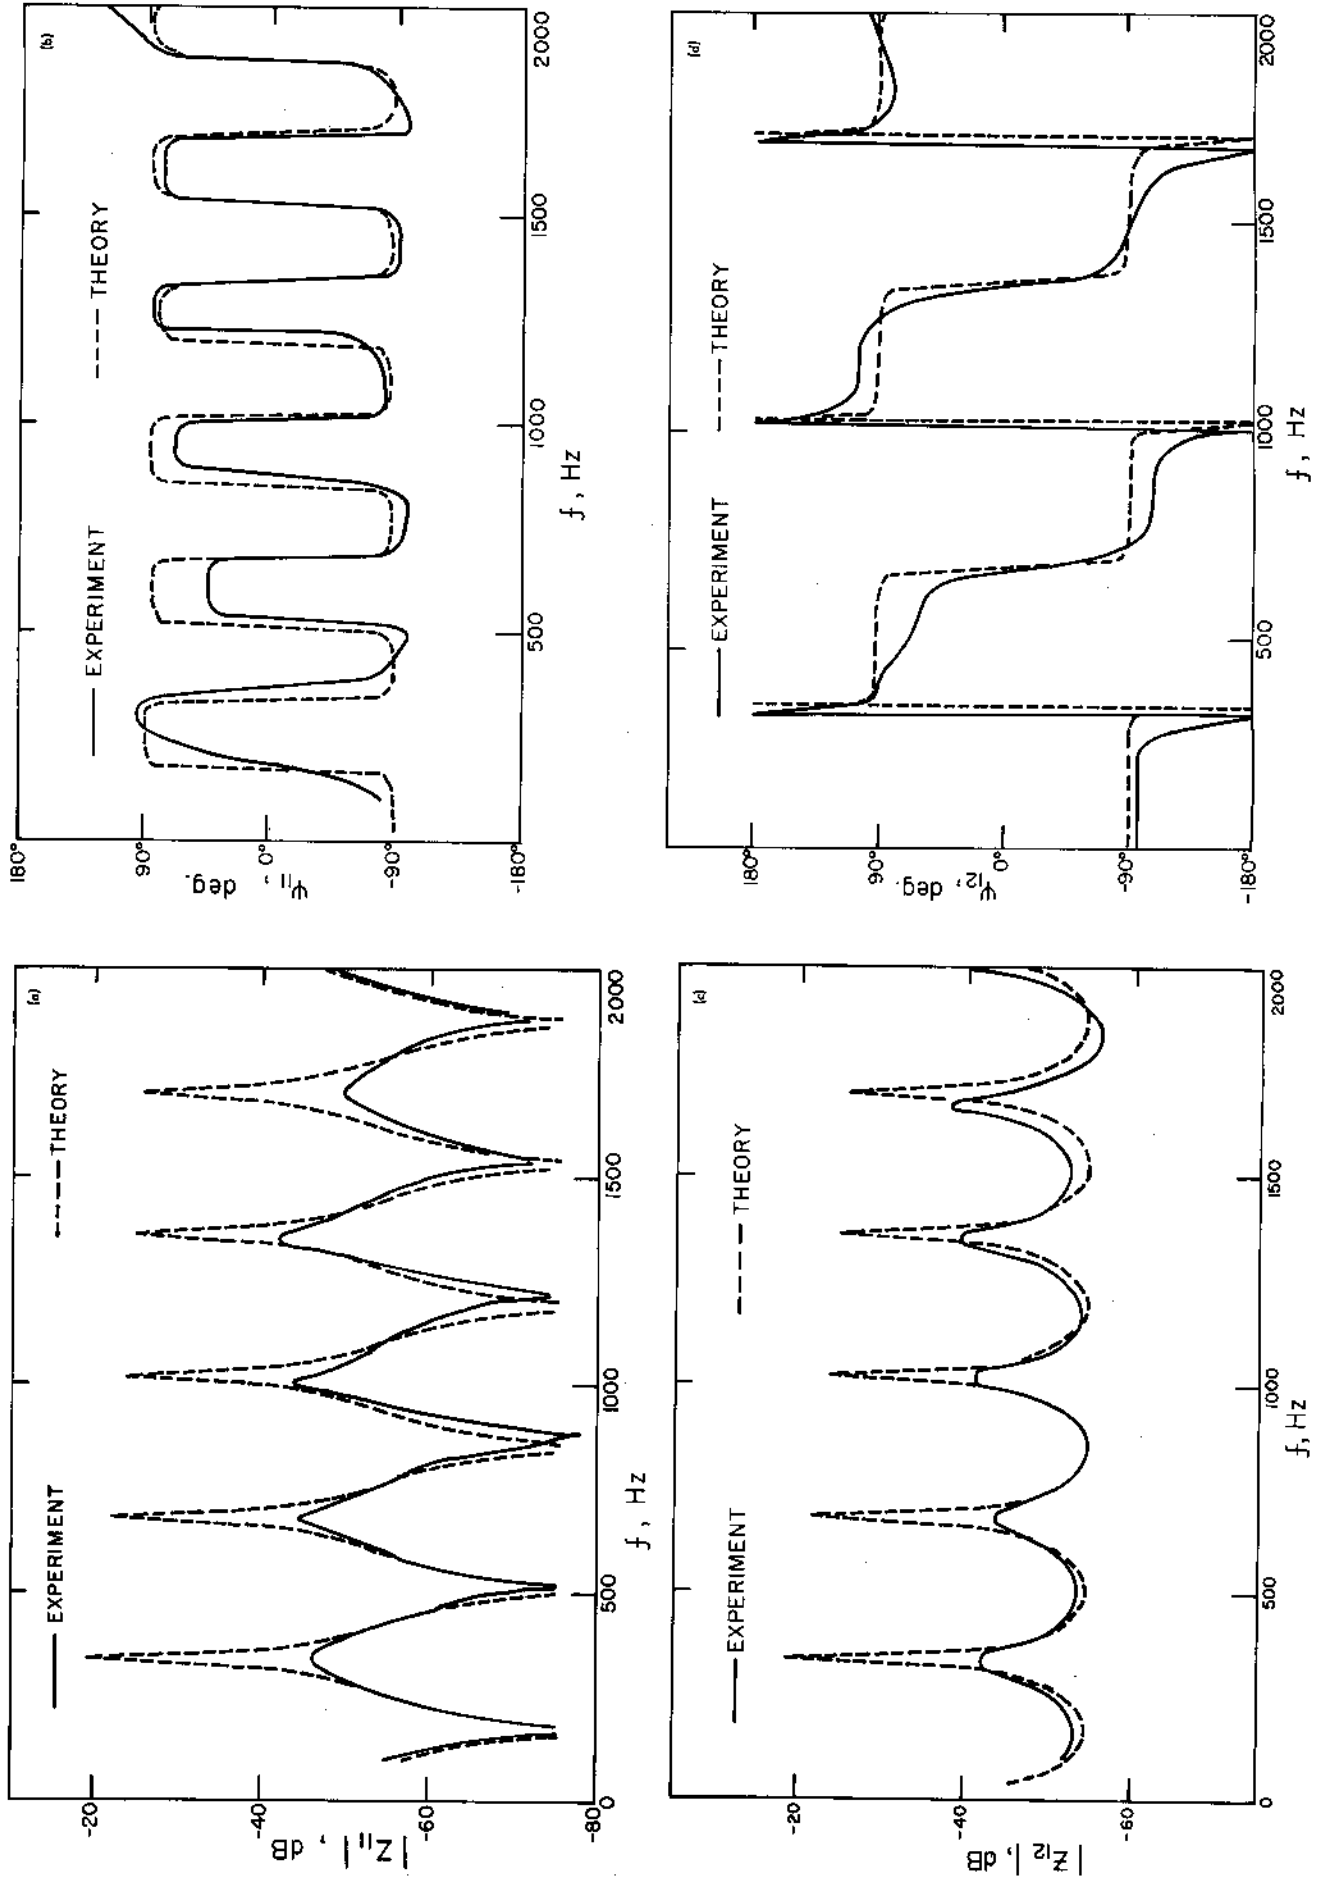 (a)
EXPERIMENT
THEORY
-20
-40
-60
-80
|Z11|, dB
0
500
1000
1500
2000
f, Hz
(b)
EXPERIMENT
THEORY
180°
90°
0°
-90°
-180°
Ψ11, deg.
500
1000
1500
2000
f, Hz
(c)
EXPERIMENT
THEORY
-20
-40
-60
|Z12|, dB
0
500
1000
1500
2000
f, Hz
(d)
EXPERIMENT
THEORY
180°
90°
0°
-90°
-180°
Ψ12, deg.
500
1000
1500
2000
f, Hz